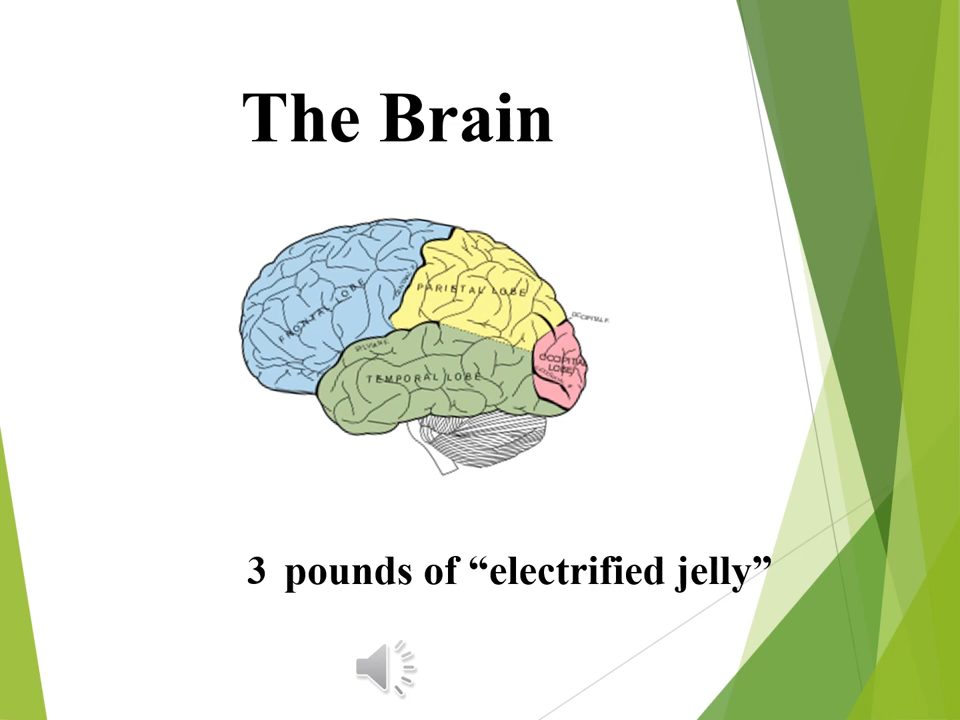 The Brain
FRONTAL LOBE
PARIETAL LOBE
OCCIPITAL
LOBE
TEMPORAL LOBE
3 pounds of “electrified jelly”